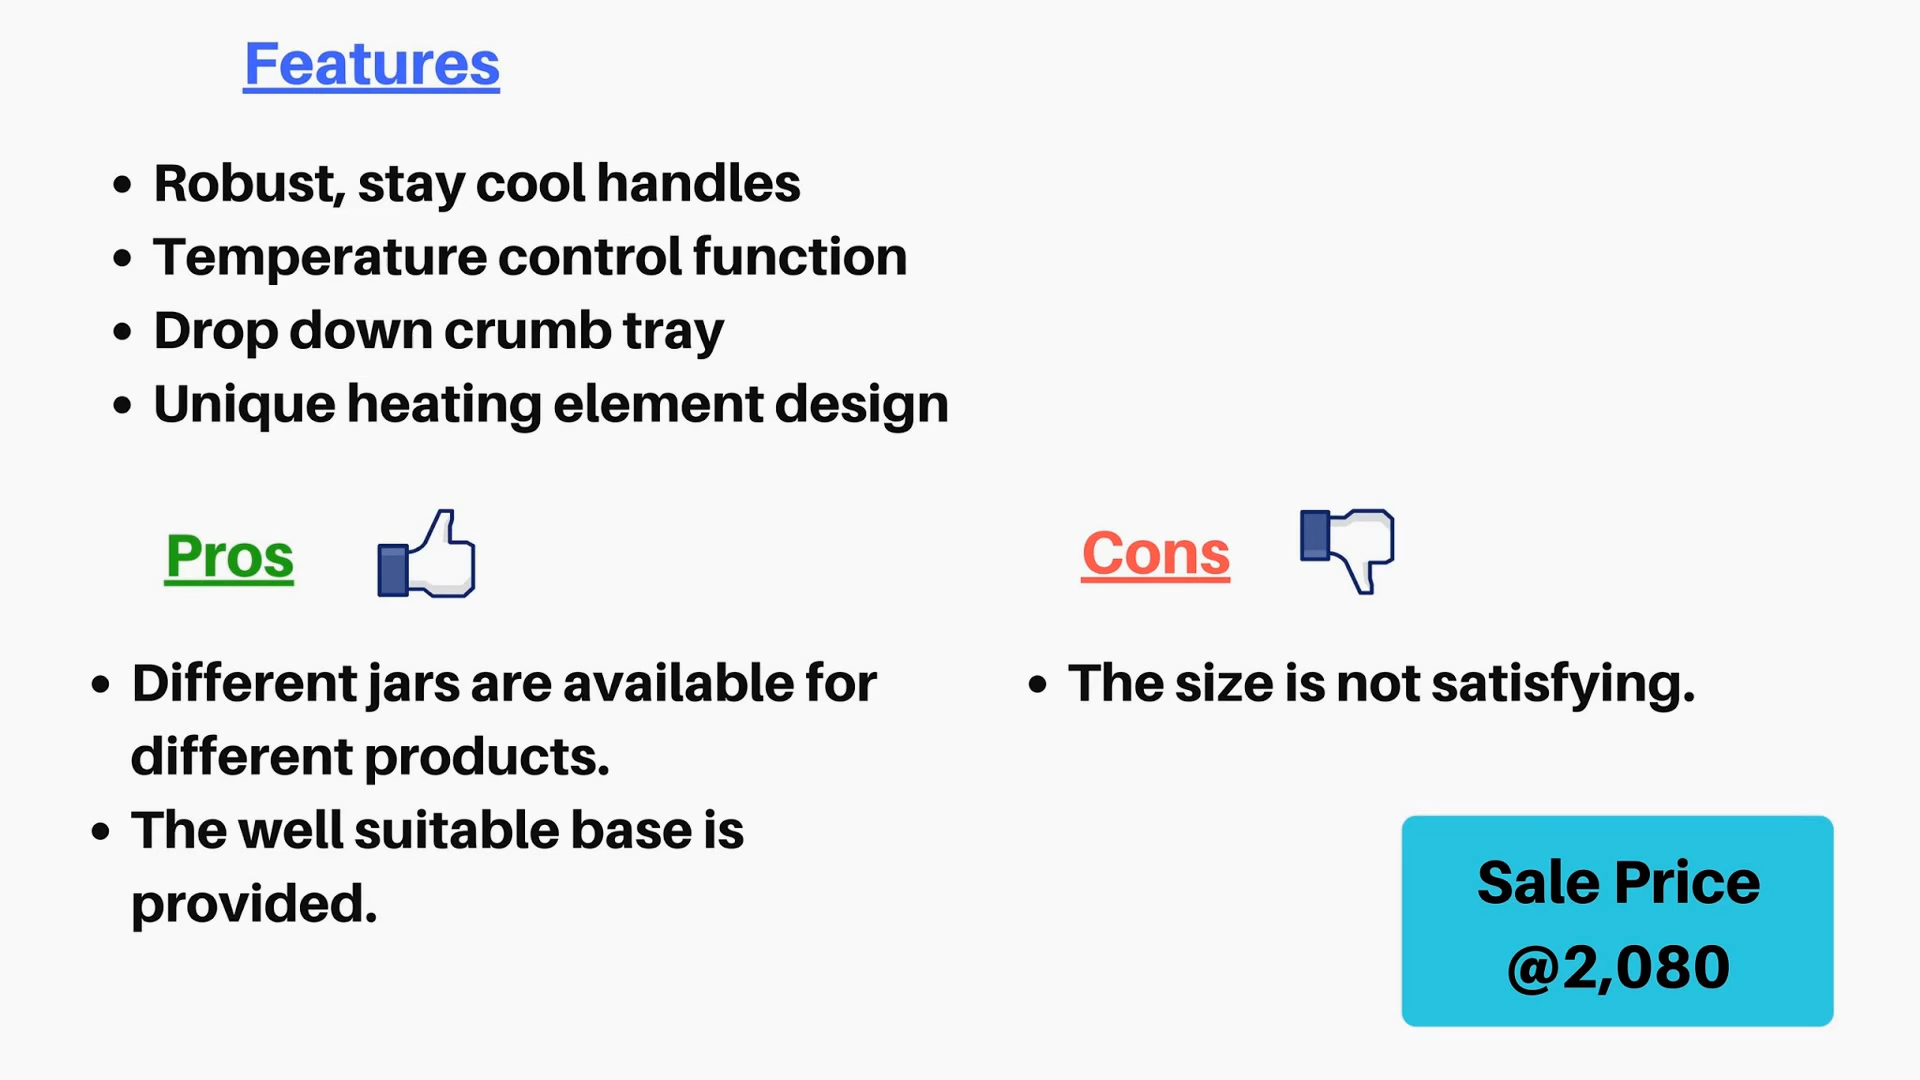 Features
• Robust, stay cool handles
• Temperature control function
• Drop down crumb tray
• Unique heating element design
Pros
• Different jars are available for
different products.
• The well suitable base is
provided.
Cons
• The size is not satisfying.
Sale Price
@2,080